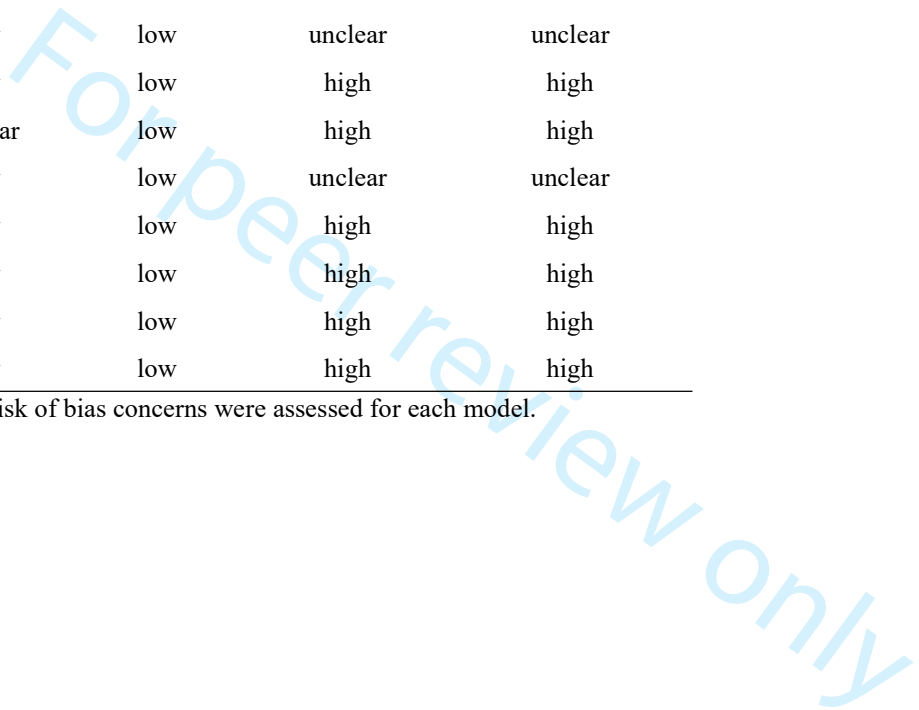 low unclear unclear
low high high
ar low high high
low unclear unclear
low high high
low high high
low high high
low high high
isk of bias concerns were assessed for each model.
For peer review only